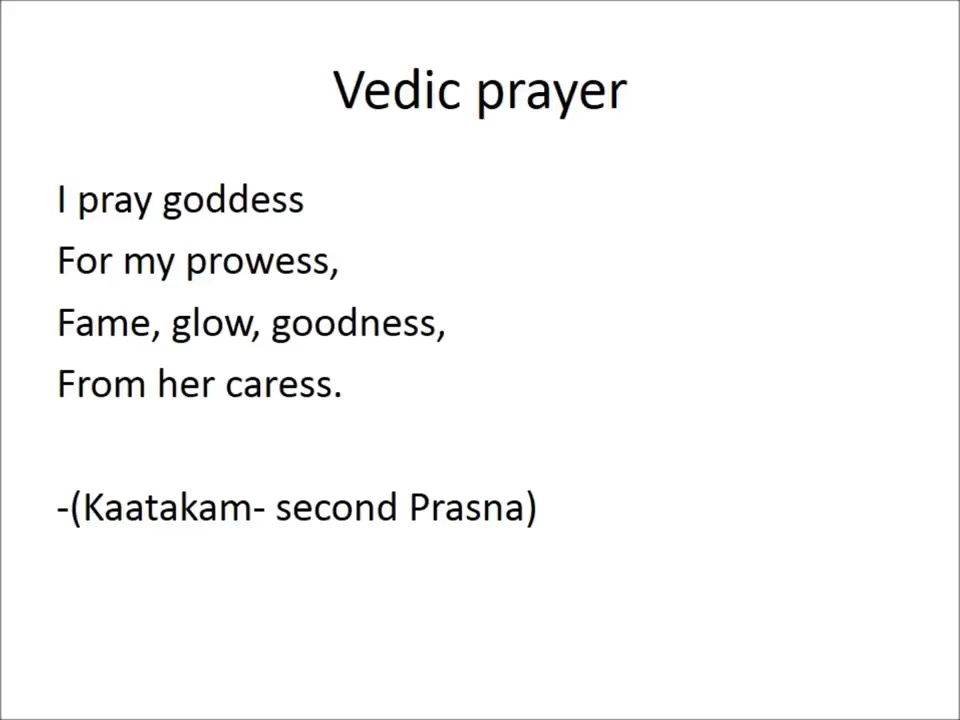 Vedic prayer
I pray goddess
For my prowess,
Fame, glow, goodness,
From her caress.
-(Kaatakam- second Prasna)